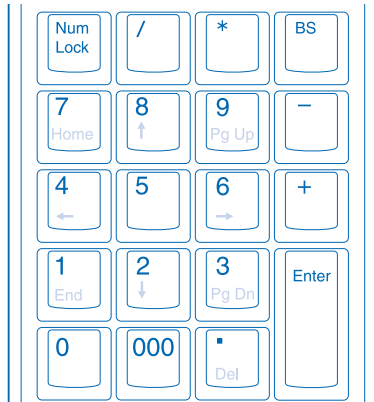 Num Lock / * BS
7 Home 8 ↑ 9 Pg Up −
4 ← 5 6 → +
1 End 2 ↓ 3 Pg Dn Enter
0 000 . Del